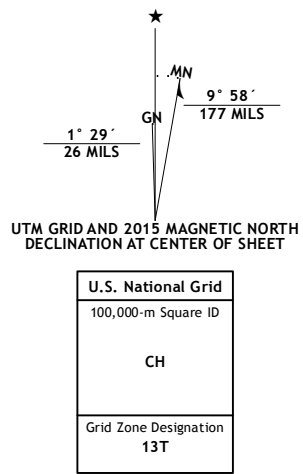 MN
GN
9° 58´
177 MILS
1° 29´
26 MILS
UTM GRID AND 2015 MAGNETIC NORTH
DECLINATION AT CENTER OF SHEET
U.S. National Grid
100,000-m Square ID
CH
Grid Zone Designation
13T